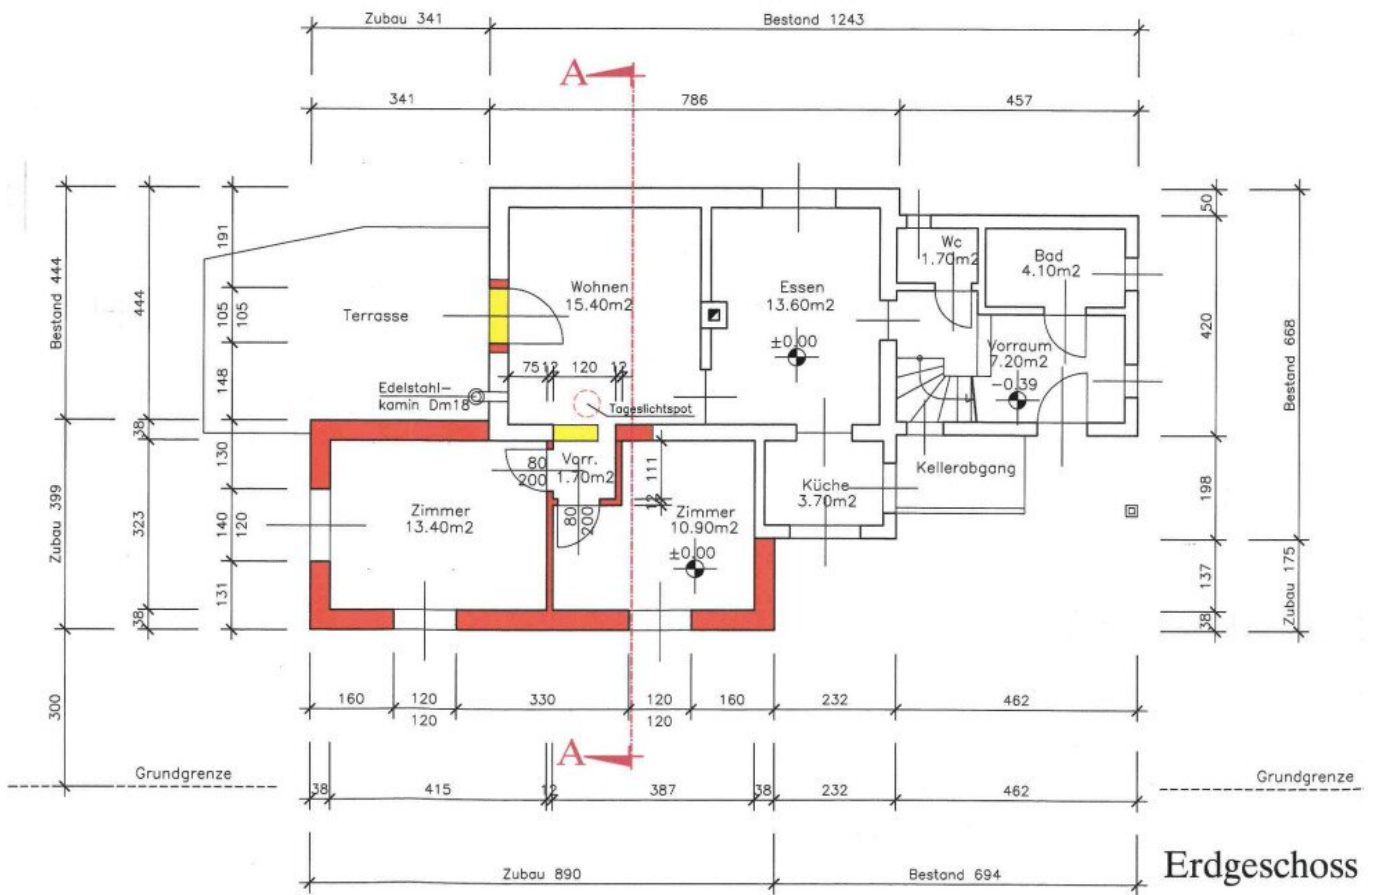 Zubau 341
Bestand 1243
A
341
786
457
Bestand 444
444
191
105
105
148
50
420
Bestand 668
Wohnen
15.40m2
Essen
13.60m2
±0.00
Wc
1.70m2
Bad
4.10m2
Terrasse
Vorraum
7.20m2
-0.39
75
12
120
12
Edelstahl-
kamin Dm18
Tageslichtspot
38
130
Zubau 399
323
140
120
131
38
80
200
Vorr.
1.70m2
111
12
Zimmer
13.40m2
80
200
Zimmer
10.90m2
±0.00
Küche
3.70m2
Kellerabgang
198
137
38
Zubau 175
300
160
120
120
330
120
120
160
232
462
A
Grundgrenze
Grundgrenze
38
415
12
387
38
232
462
Zubau 890
Bestand 694
Erdgeschoss